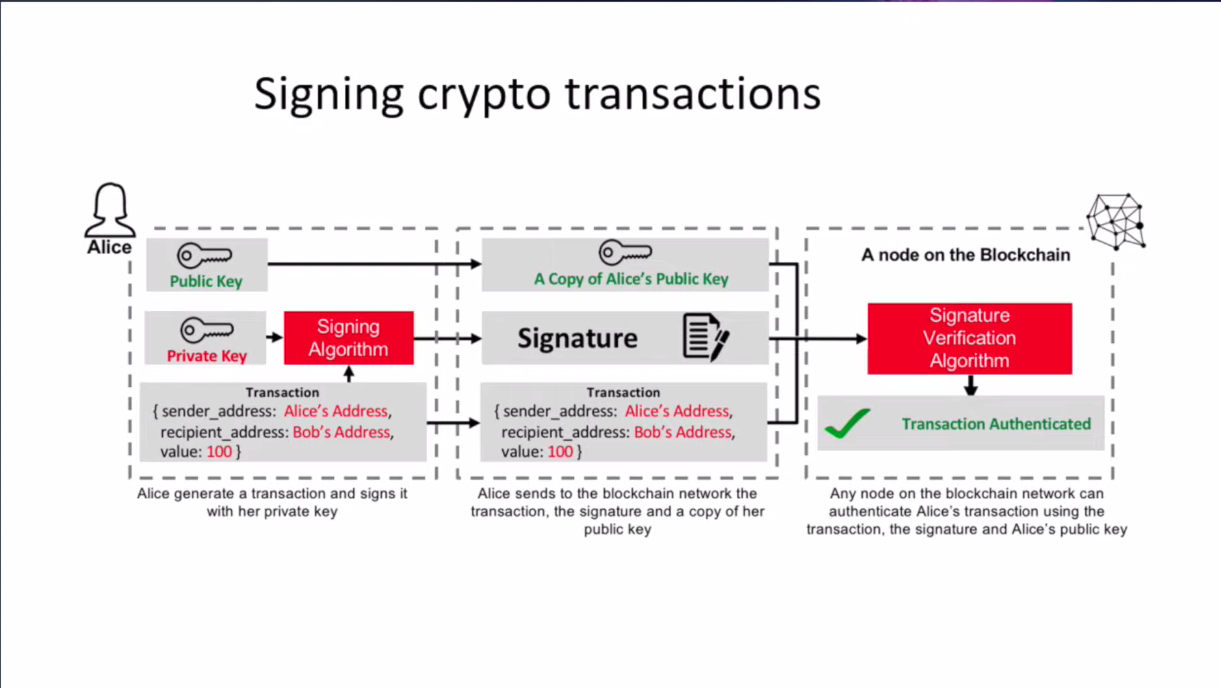 Signing crypto transactions
Alice
Public Key
Private Key
Signing
Algorithm
Transaction
{ sender_address: Alice's Address,
recipient_address: Bob's Address,
value: 100 }
Alice generate a transaction and signs it
with her private key
A Copy of Alice's Public Key
Signature
Transaction
{ sender_address: Alice's Address,
recipient_address: Bob's Address,
value: 100 }
Alice sends to the blockchain network the
transaction, the signature and a copy of her
public key
A node on the Blockchain
Signature
Verification
Algorithm
Transaction Authenticated
Any node on the blockchain network can
authenticate Alice's transaction using the
transaction, the signature and Alice's public key